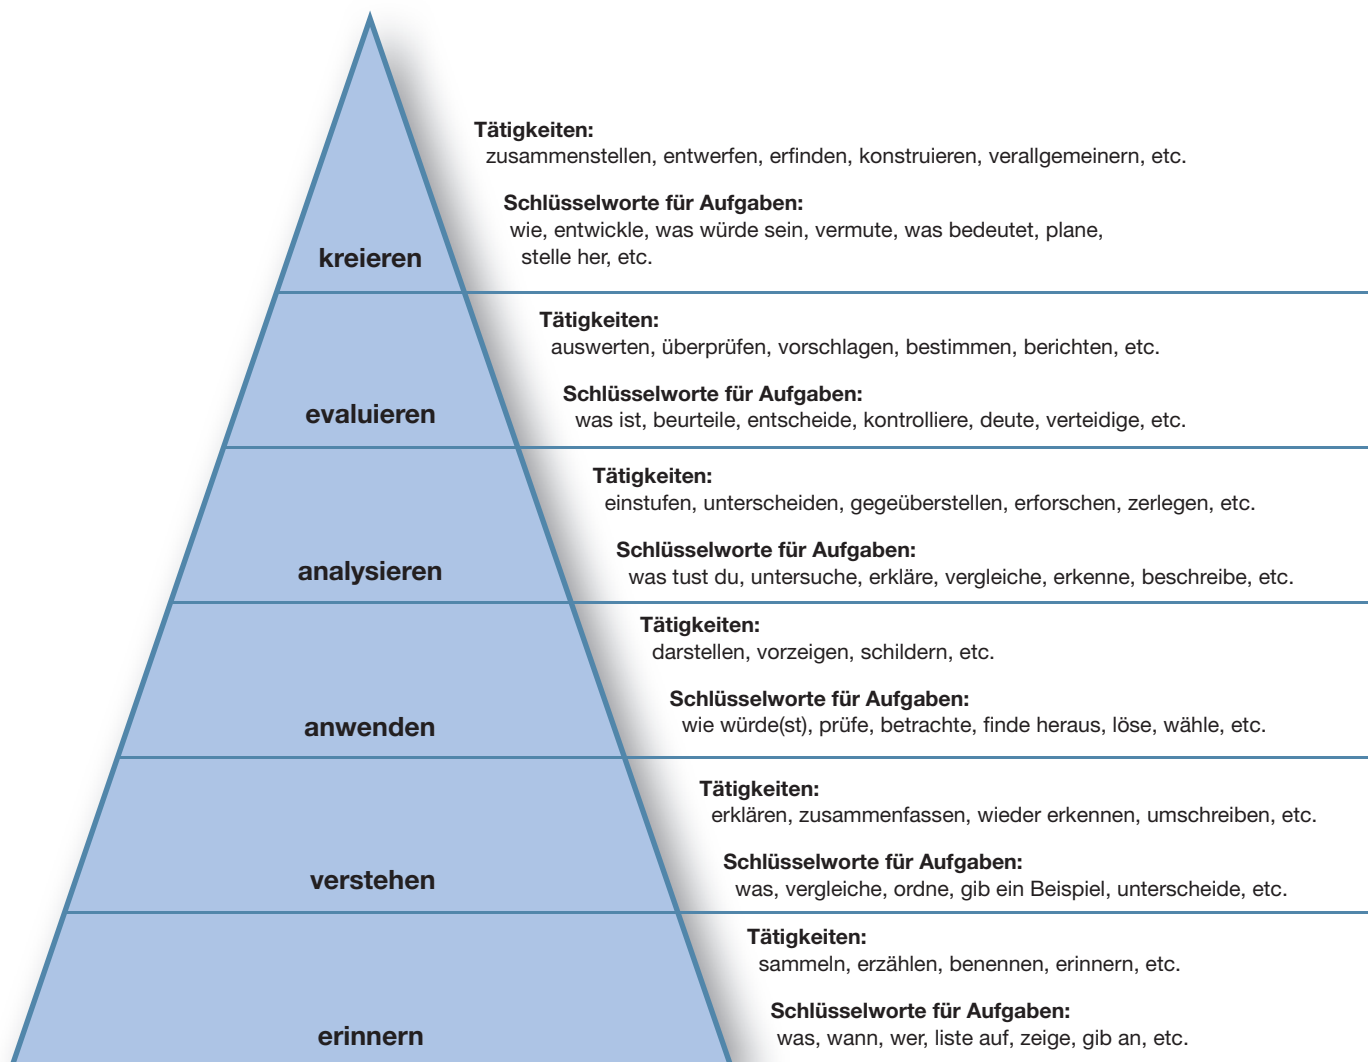 Tätigkeiten:
zusammenstellen, entwerfen, erfinden, konstruieren, verallgemeinern, etc.
Schlüsselworte für Aufgaben:
wie, entwickle, was würde sein, vermute, was bedeutet, plane,
stelle her, etc.
kreieren
Tätigkeiten:
auswerten, überprüfen, vorschlagen, bestimmen, berichten, etc.
Schlüsselworte für Aufgaben:
was ist, beurteile, entscheide, kontrolliere, deute, verteidige, etc.
evaluieren
Tätigkeiten:
einstufen, unterscheiden, gegeüberstellen, erforschen, zerlegen, etc.
Schlüsselworte für Aufgaben:
was tust du, untersuche, erkläre, vergleiche, erkenne, beschreibe, etc.
analysieren
Tätigkeiten:
darstellen, vorzeigen, schildern, etc.
Schlüsselworte für Aufgaben:
wie würde(st), prüfe, betrachte, finde heraus, löse, wähle, etc.
anwenden
Tätigkeiten:
erklären, zusammenfassen, wieder erkennen, umschreiben, etc.
Schlüsselworte für Aufgaben:
was, vergleiche, ordne, gib ein Beispiel, unterscheide, etc.
verstehen
Tätigkeiten:
sammeln, erzählen, benennen, erinnern, etc.
Schlüsselworte für Aufgaben:
was, wann, wer, liste auf, zeige, gib an, etc.
erinnern